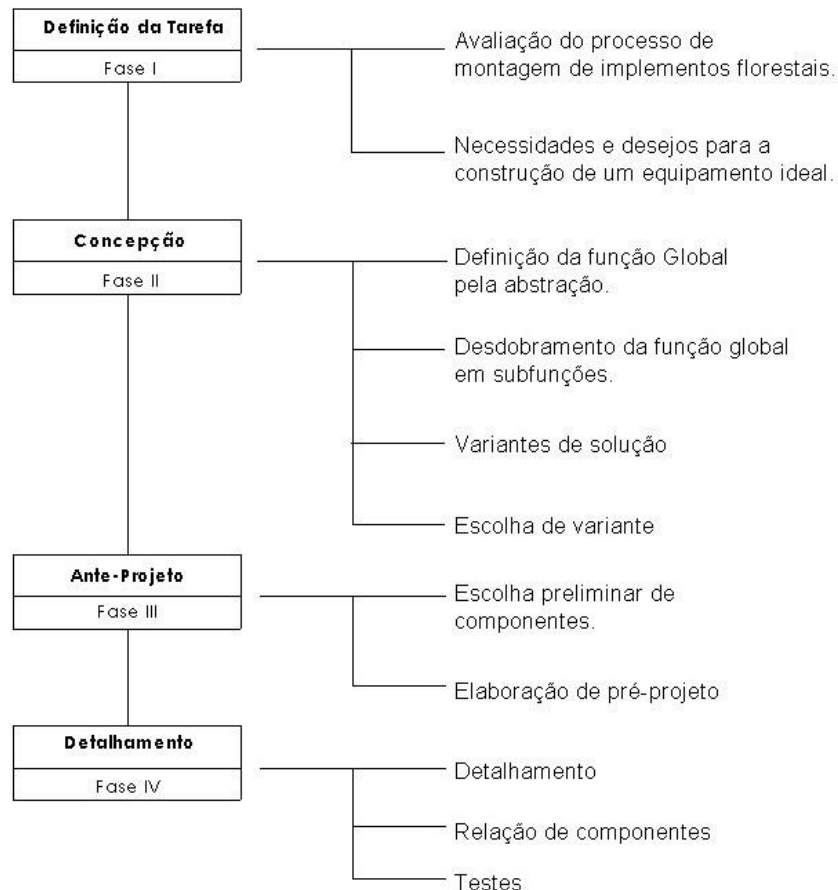 Definição da Tarefa
Fase I
Avaliação do processo de
montagem de implementos florestais.
Necessidades e desejos para a
construção de um equipamento ideal.
Concepção
Fase II
Definição da função Global
pela abstração.
Desdobramento da função global
em subfunções.
Variantes de solução
Escolha de variante
Ante-Projeto
Fase III
Escolha preliminar de
componentes.
Elaboração de pré-projeto
Detalhamento
Fase IV
Detalhamento
Relação de componentes
Testes